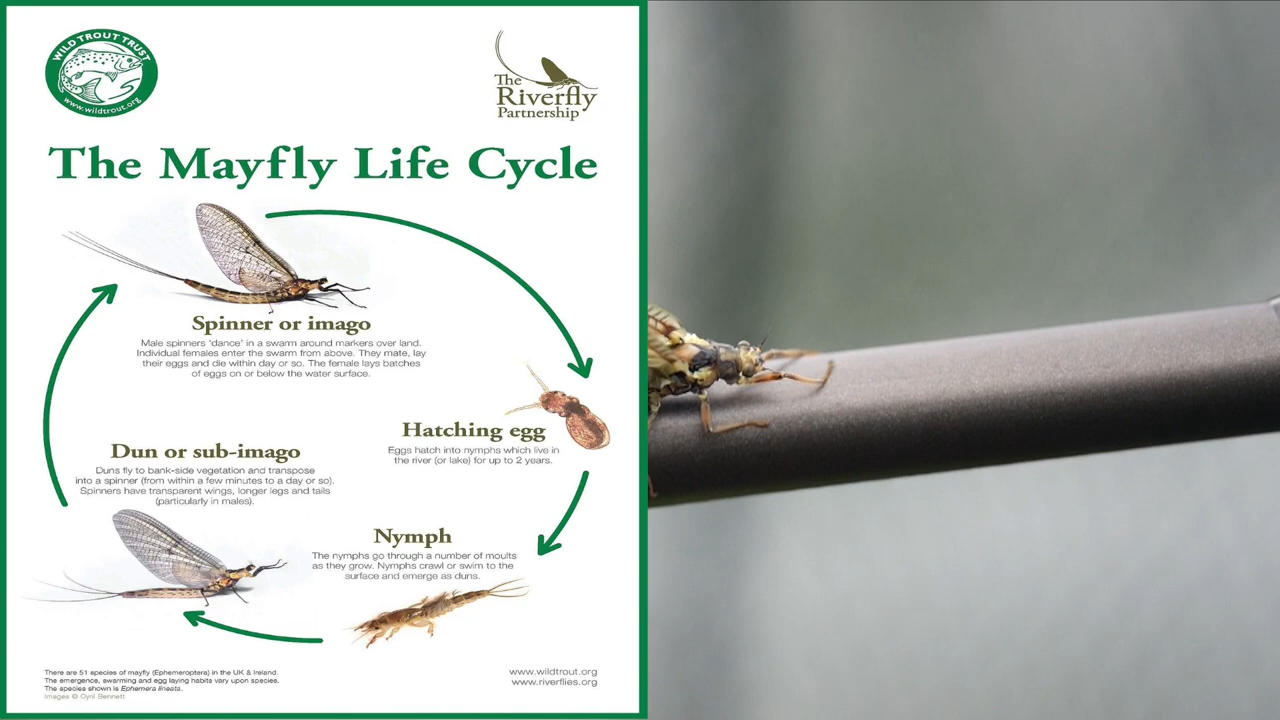 WILD TROUT TRUST
www.wildtrout.org
The
Riverfly
Partnership
The Mayfly Life Cycle
Spinner or imago
Male spinners 'dance' in a swarm around markers over land.
Individual females enter the swarm from above. They mate, lay
their eggs and die within day or so. The female lays batches
of eggs on or below the water surface.
Hatching egg
Eggs hatch into nymphs which live in
the river (or lake) for up to 2 years.
Dun or sub-imago
Duns fly to bank-side vegetation and transpose
into a spinner (from within a few minutes to a day or so).
Spinners have transparent wings, longer legs and tails
(particularly in males).
Nymph
The nymphs go through a number of moults
as they grow. Nymphs crawl or swim to the
surface and emerge as duns.
There are 51 species of mayfly (Ephemeroptera) in the UK & Ireland.
The emergence, swarming and egg laying habits vary upon species.
The species shown is Ephemera lineata.
Images © Cyril Bennett
www.wildtrout.org
www.riverflies.org